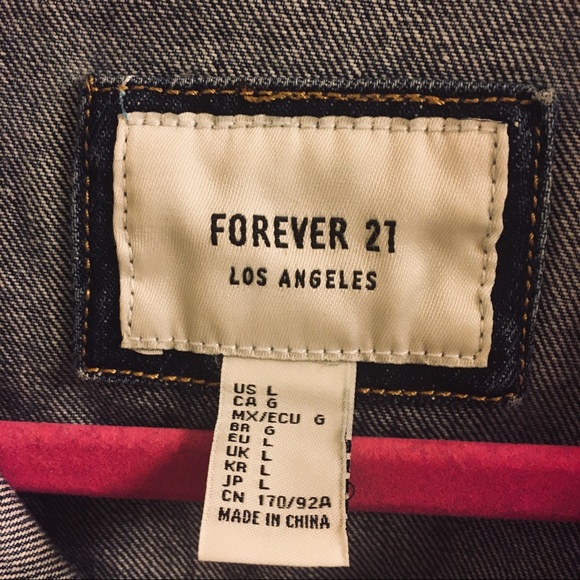 FOREVER 21
LOS ANGELES
US L
CA G
MX/ECU G
BR G
EU L
UK L
KR L
JP L
CN 170/92A
MADE IN CHINA